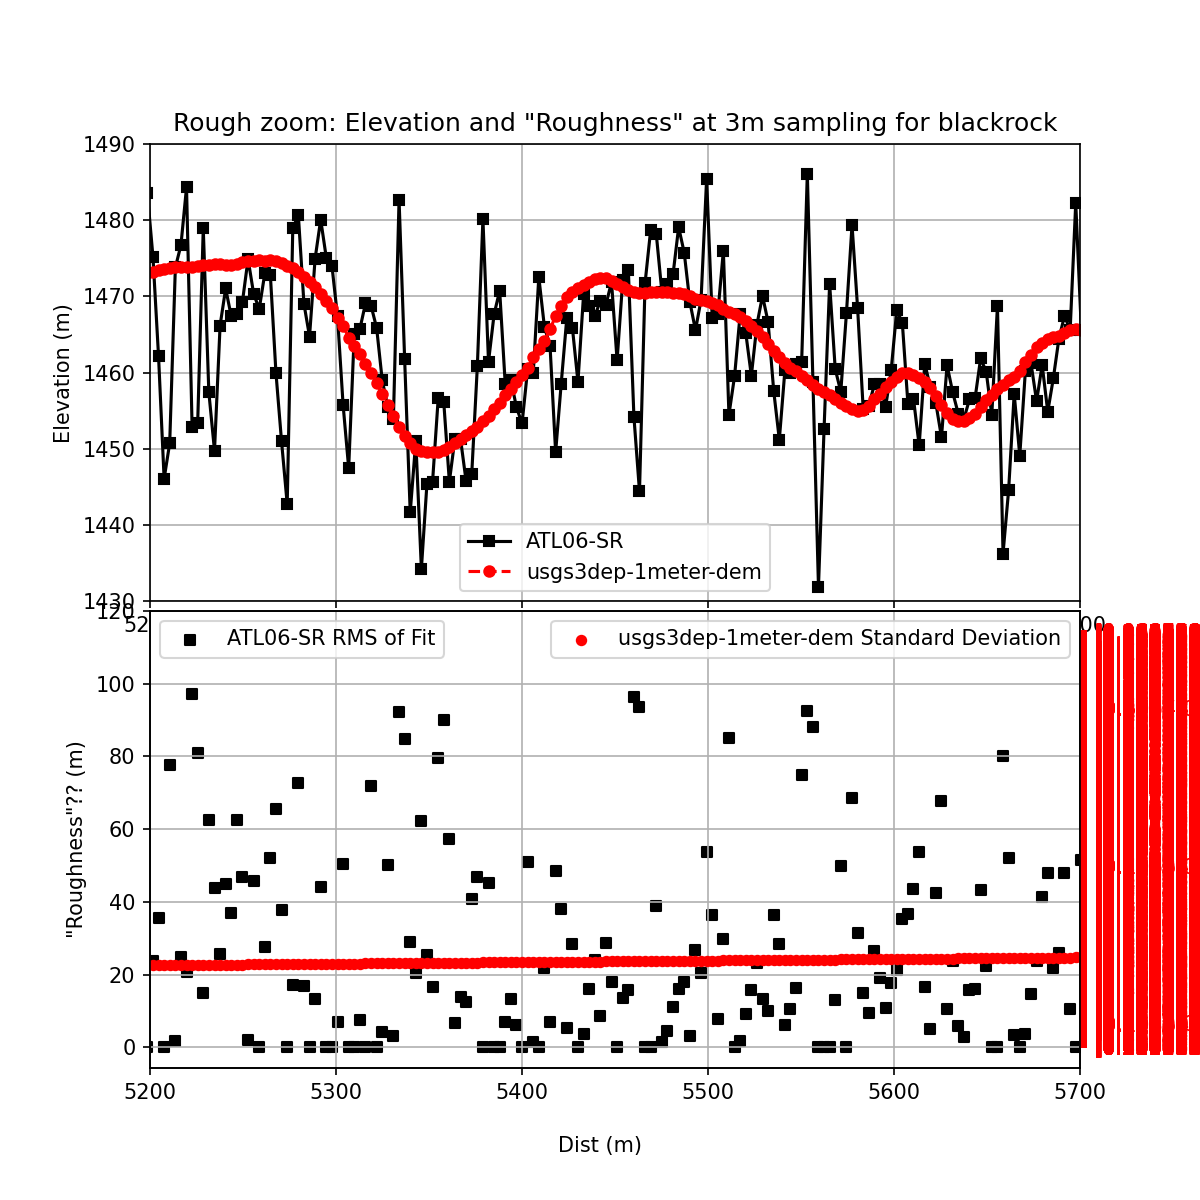 Rough zoom: Elevation and "Roughness" at 3m sampling for blackrock
1490
1480
1470
1460
1450
1440
1430
Elevation (m)
ATL06-SR
usgs3dep-1meter-dem
52
00
120
100
80
60
40
20
0
"Roughness"?? (m)
ATL06-SR RMS of Fit
usgs3dep-1meter-dem Standard Deviation
5200 5300 5400 5500 5600 5700
Dist (m)